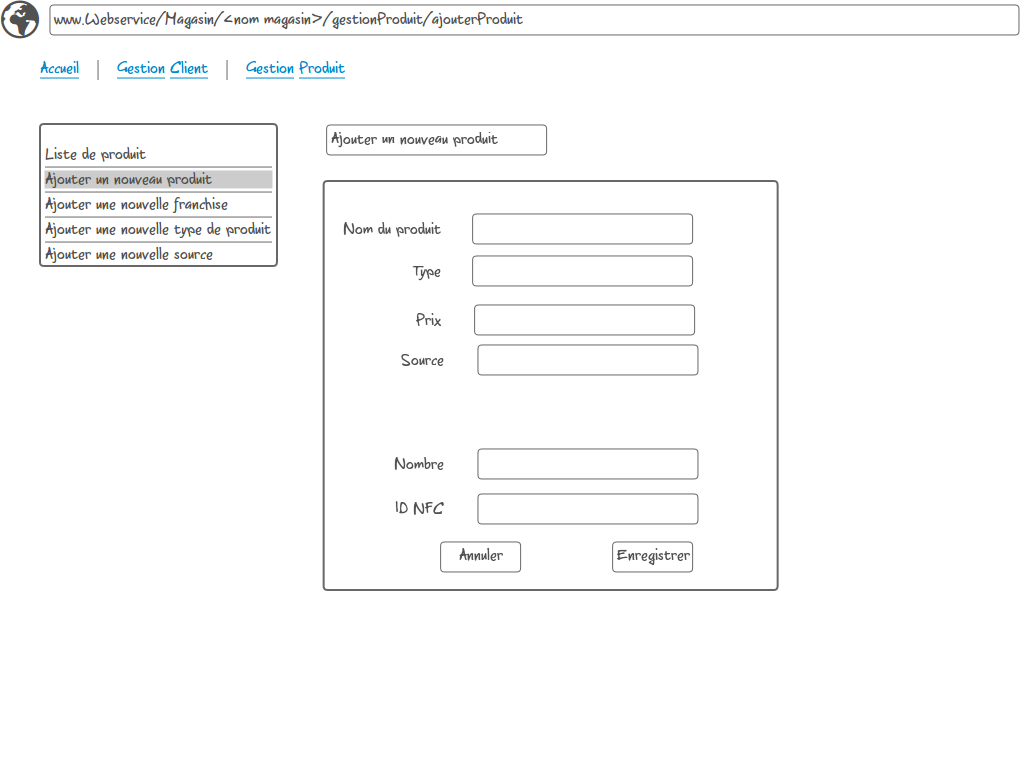 www.Webservice/Magasin/<nom magasin>/gestionProduit/ajouterProduit
Accueil | Gestion Client | Gestion Produit
Liste de produit
Ajouter un nouveau produit
Ajouter une nouvelle franchise
Ajouter une nouvelle type de produit
Ajouter une nouvelle source
Ajouter un nouveau produit
Nom du produit
Type
Prix
Source
Nombre
ID NFC
Annuler Enregistrer